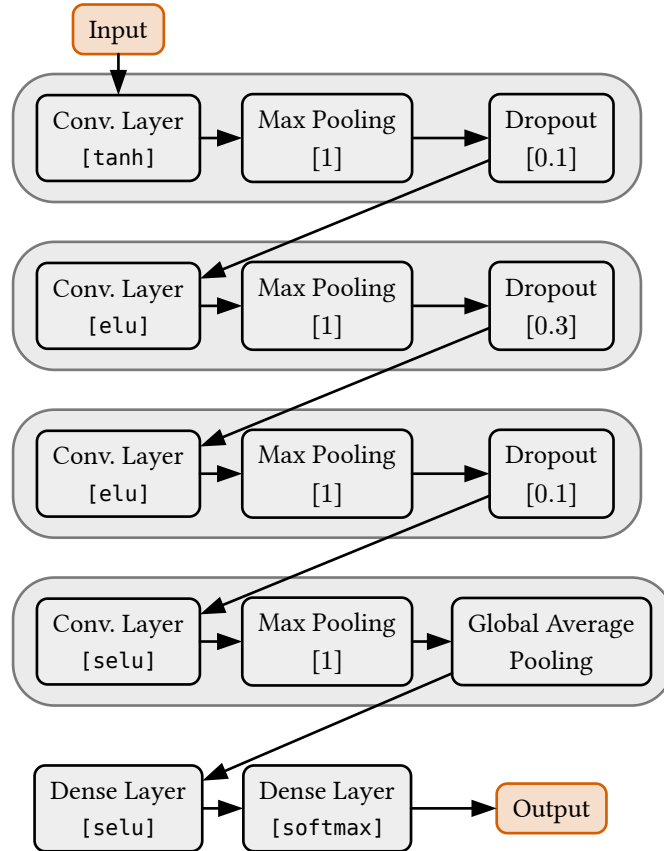 Input
Conv. Layer
[tanh]
Max Pooling
[1]
Dropout
[0.1]
Conv. Layer
[elu]
Max Pooling
[1]
Dropout
[0.3]
Conv. Layer
[elu]
Max Pooling
[1]
Dropout
[0.1]
Conv. Layer
[selu]
Max Pooling
[1]
Global Average
Pooling
Dense Layer
[selu]
Dense Layer
[softmax]
Output